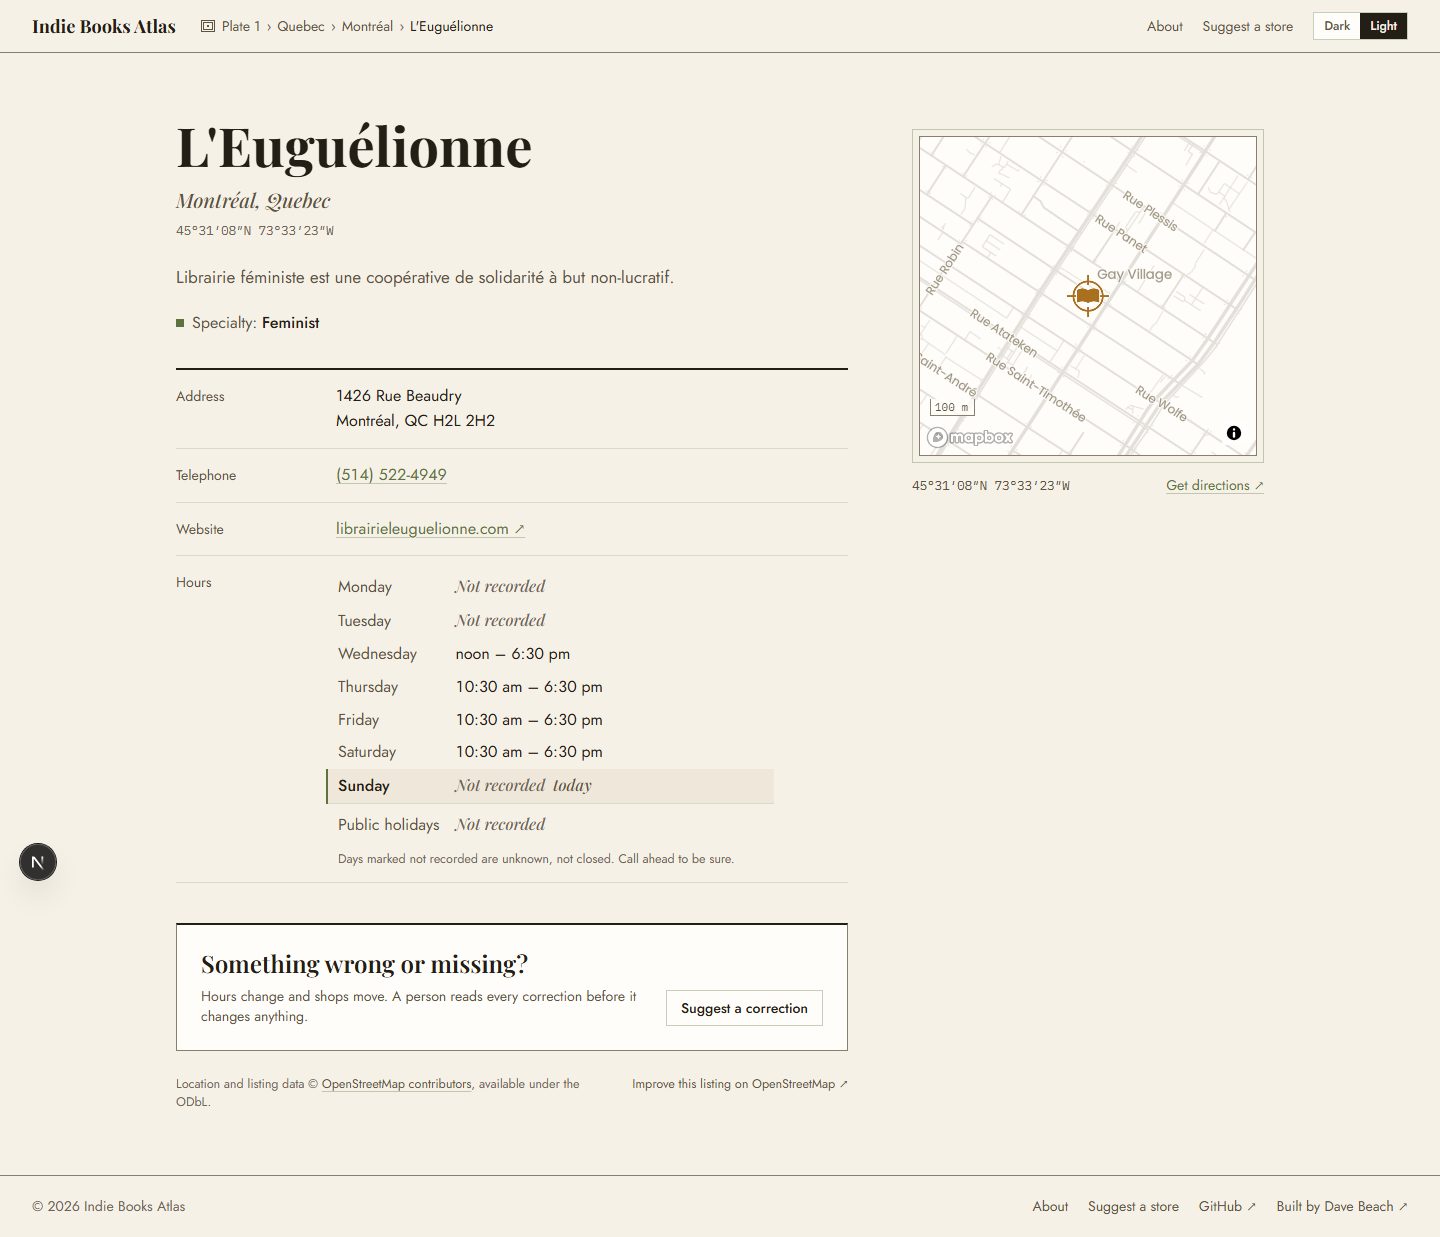 Indie Books Atlas
Plate 1 › Quebec › Montréal › L'Euguélionne
About
Suggest a store
Dark
Light
L'Euguélionne
Montréal, Quebec
45°31′08″N 73°33′23″W
Librairie féministe est une coopérative de solidarité à but non-lucratif.
Specialty: Feminist
Address
1426 Rue Beaudry
Montréal, QC H2L 2H2
Telephone
(514) 522-4949
Website
librairieleuguelionne.com ↗
Hours
Monday Not recorded
Tuesday Not recorded
Wednesday noon – 6:30 pm
Thursday 10:30 am – 6:30 pm
Friday 10:30 am – 6:30 pm
Saturday 10:30 am – 6:30 pm
Sunday Not recorded today
Public holidays Not recorded
Days marked not recorded are unknown, not closed. Call ahead to be sure.
Something wrong or missing?
Hours change and shops move. A person reads every correction before it
changes anything.
Suggest a correction
Location and listing data © OpenStreetMap contributors, available under the
ODbL.
Improve this listing on OpenStreetMap ↗
Rue Plessis
Rue Panet
Gay Village
Rue Robin
Rue Atateken
Rue Saint-Timothée
Saint-André
Rue Wolfe
100 m
mapbox
45°31′08″N 73°33′23″W
Get directions ↗
N
© 2026 Indie Books Atlas
About
Suggest a store
GitHub ↗
Built by Dave Beach ↗